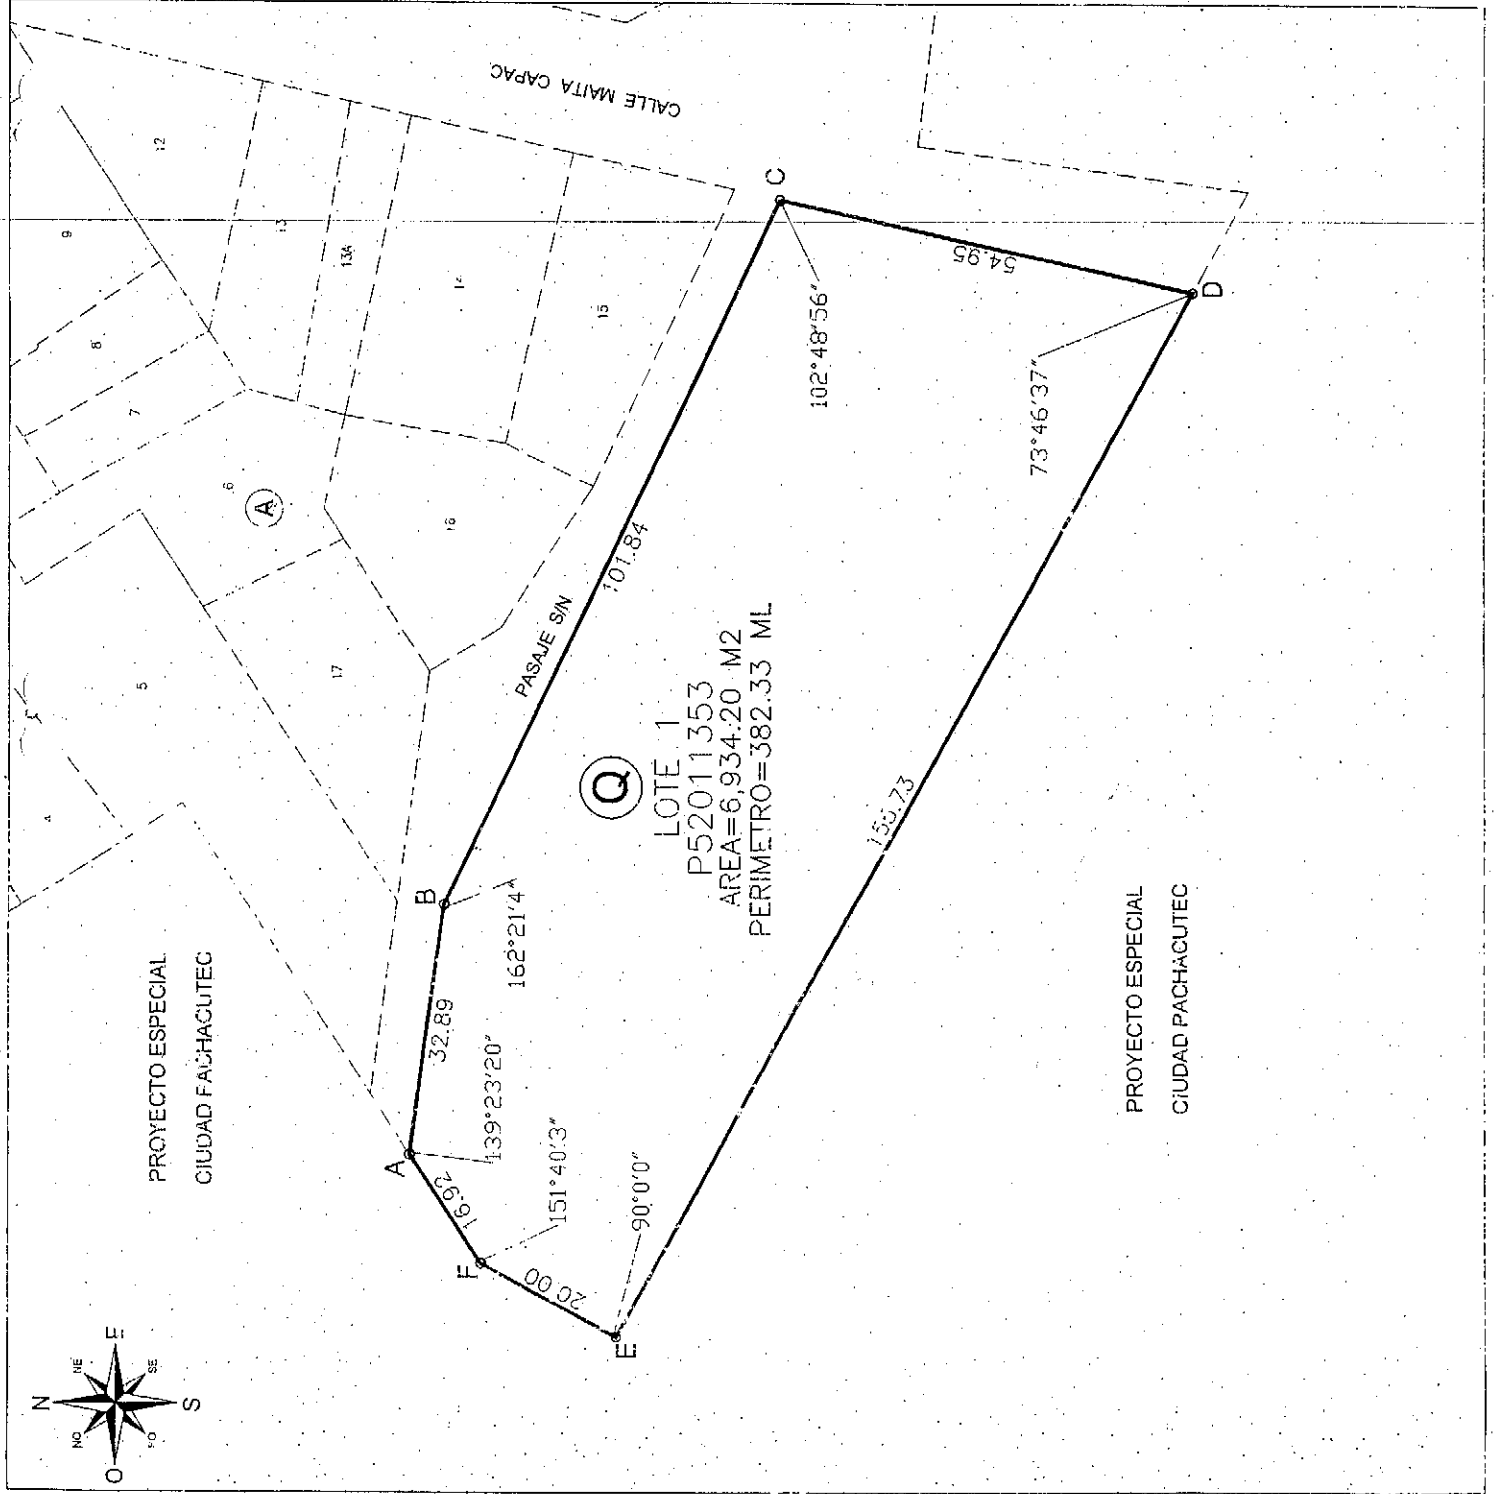 N
NE
E
SE
S
SO
O
NO
PROYECTO ESPECIAL
CIUDAD PACHACUTEC
4
5
6
7
8
9
12
13
13A
14
15
16
17
A
CALLE MAITA CAPAC
PASAJE S/N
A
B
C
D
E
F
32.89
101.84
54.95
155.73
20.00
16.92
139°23'20"
162°21'4"
102°48'56"
73°46'37"
90°0'0"
151°40'3"
Q
LOTE 1
P52011353
AREA=6,934.20 M2
PERIMETRO=382.33 ML
PROYECTO ESPECIAL
CIUDAD PACHACUTEC